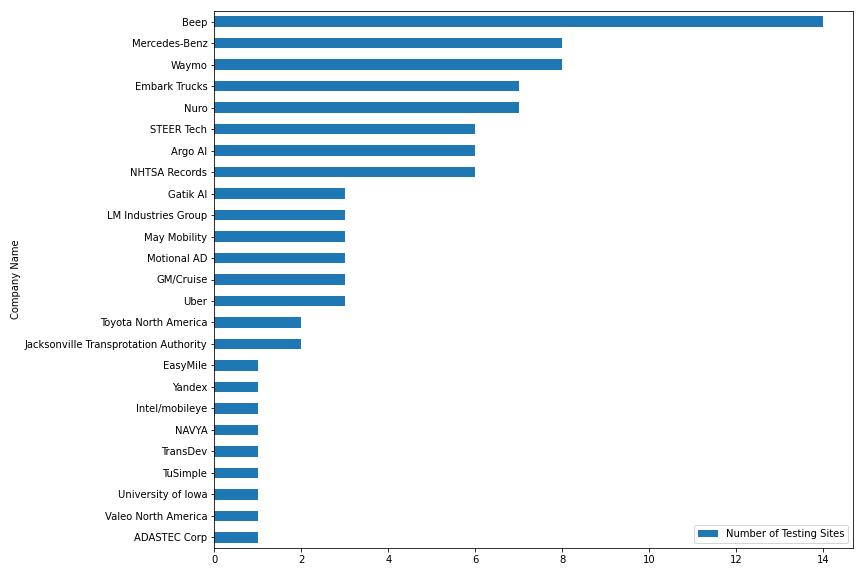 Beep
Mercedes-Benz
Waymo
Embark Trucks
Nuro
STEER Tech
Argo AI
NHTSA Records
Gatik AI
LM Industries Group
May Mobility
Motional AD
GM/Cruise
Uber
Toyota North America
Jacksonville Transprotation Authority
EasyMile
Yandex
Intel/mobileye
NAVYA
TransDev
TuSimple
University of Iowa
Valeo North America
ADASTEC Corp
Company Name
Number of Testing Sites
0 2 4 6 8 10 12 14